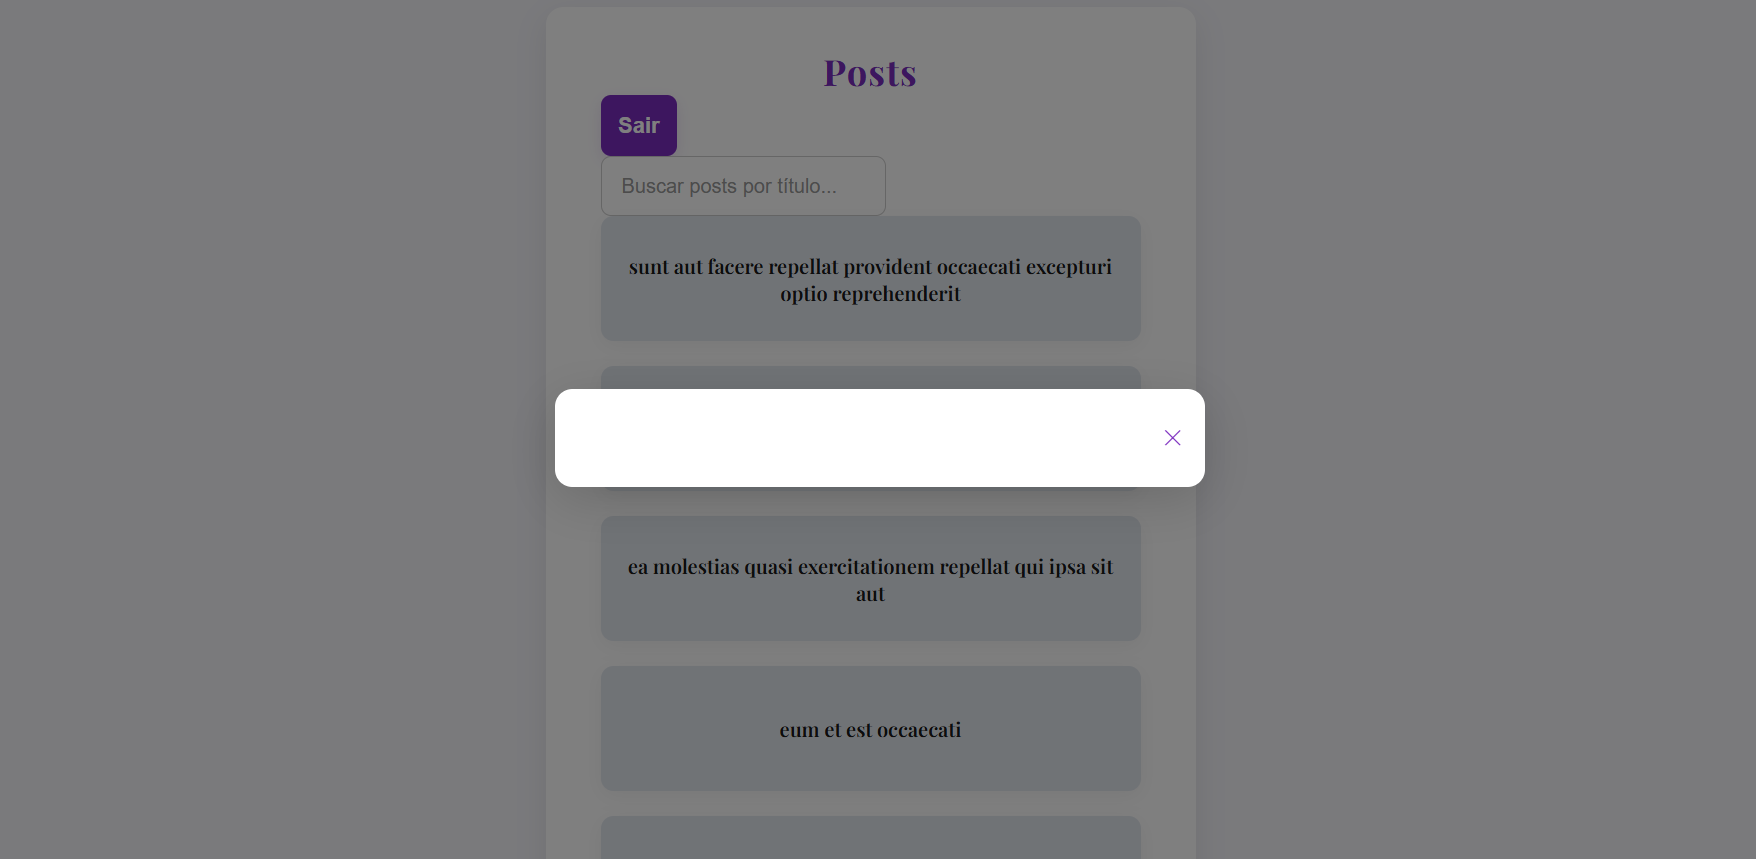 Posts
Sair
Buscar posts por título...
sunt aut facere repellat provident occaecati excepturi
optio reprehenderit
ea molestias quasi exercitationem repellat qui ipsa sit
aut
eum et est occaecati